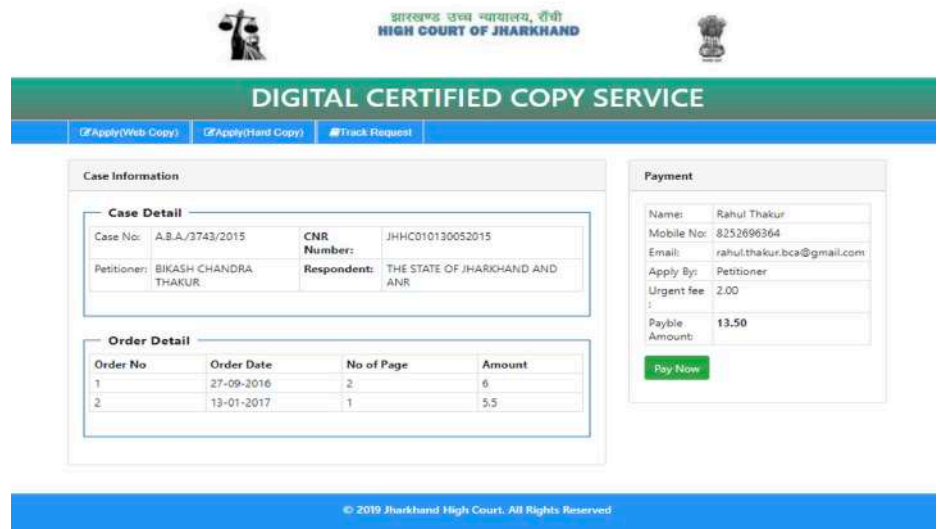 झारखण्ड उच्च न्यायालय, राँची
HIGH COURT OF JHARKHAND
DIGITAL CERTIFIED COPY SERVICE
Apply(Web Copy) Apply(Hard Copy) Track Request
Case Information
Case Detail
Case No: A.B.A./3743/2015 CNR Number: JHHC010130052015
Petitioner: BIKASH CHANDRA THAKUR Respondent: THE STATE OF JHARKHAND AND ANR
Order Detail
Order No Order Date No of Page Amount
1 27-09-2016 2 6
2 13-01-2017 1 5.5
Payment
Name: Rahul Thakur
Mobile No: 8252696364
Email: rahul.thakur.bca@gmail.com
Apply By: Petitioner
Urgent fee : 2.00
Payble Amount: 13.50
Pay Now
© 2019 Jharkhand High Court. All Rights Reserved